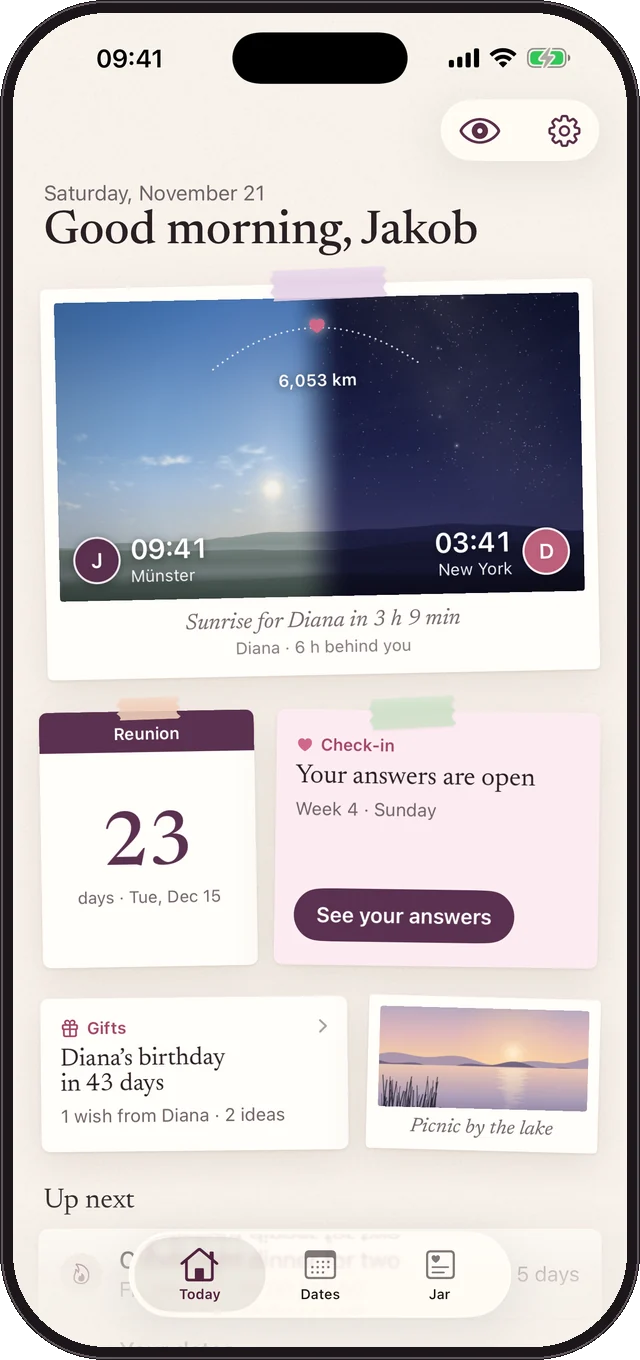 09:41
Saturday, November 21
Good morning, Jakob
6,053 km
J
09:41
Münster
03:41
New York
D
Sunrise for Diana in 3 h 9 min
Diana · 6 h behind you
Reunion
23
days · Tue, Dec 15
Check-in
Your answers are open
Week 4 · Sunday
See your answers
Gifts
Diana’s birthday
in 43 days
1 wish from Diana · 2 ideas
Picnic by the lake
Up next
dinner for two
5 days
Today
Dates
Jar